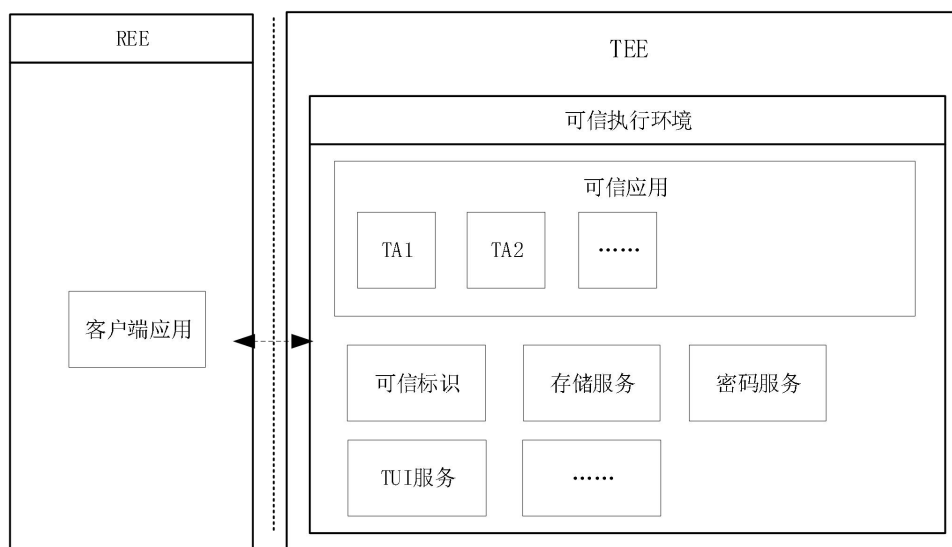 REE
TEE
可信执行环境
可信应用
TA1
TA2
……
客户端应用
可信标识
存储服务
密码服务
TUI服务
……